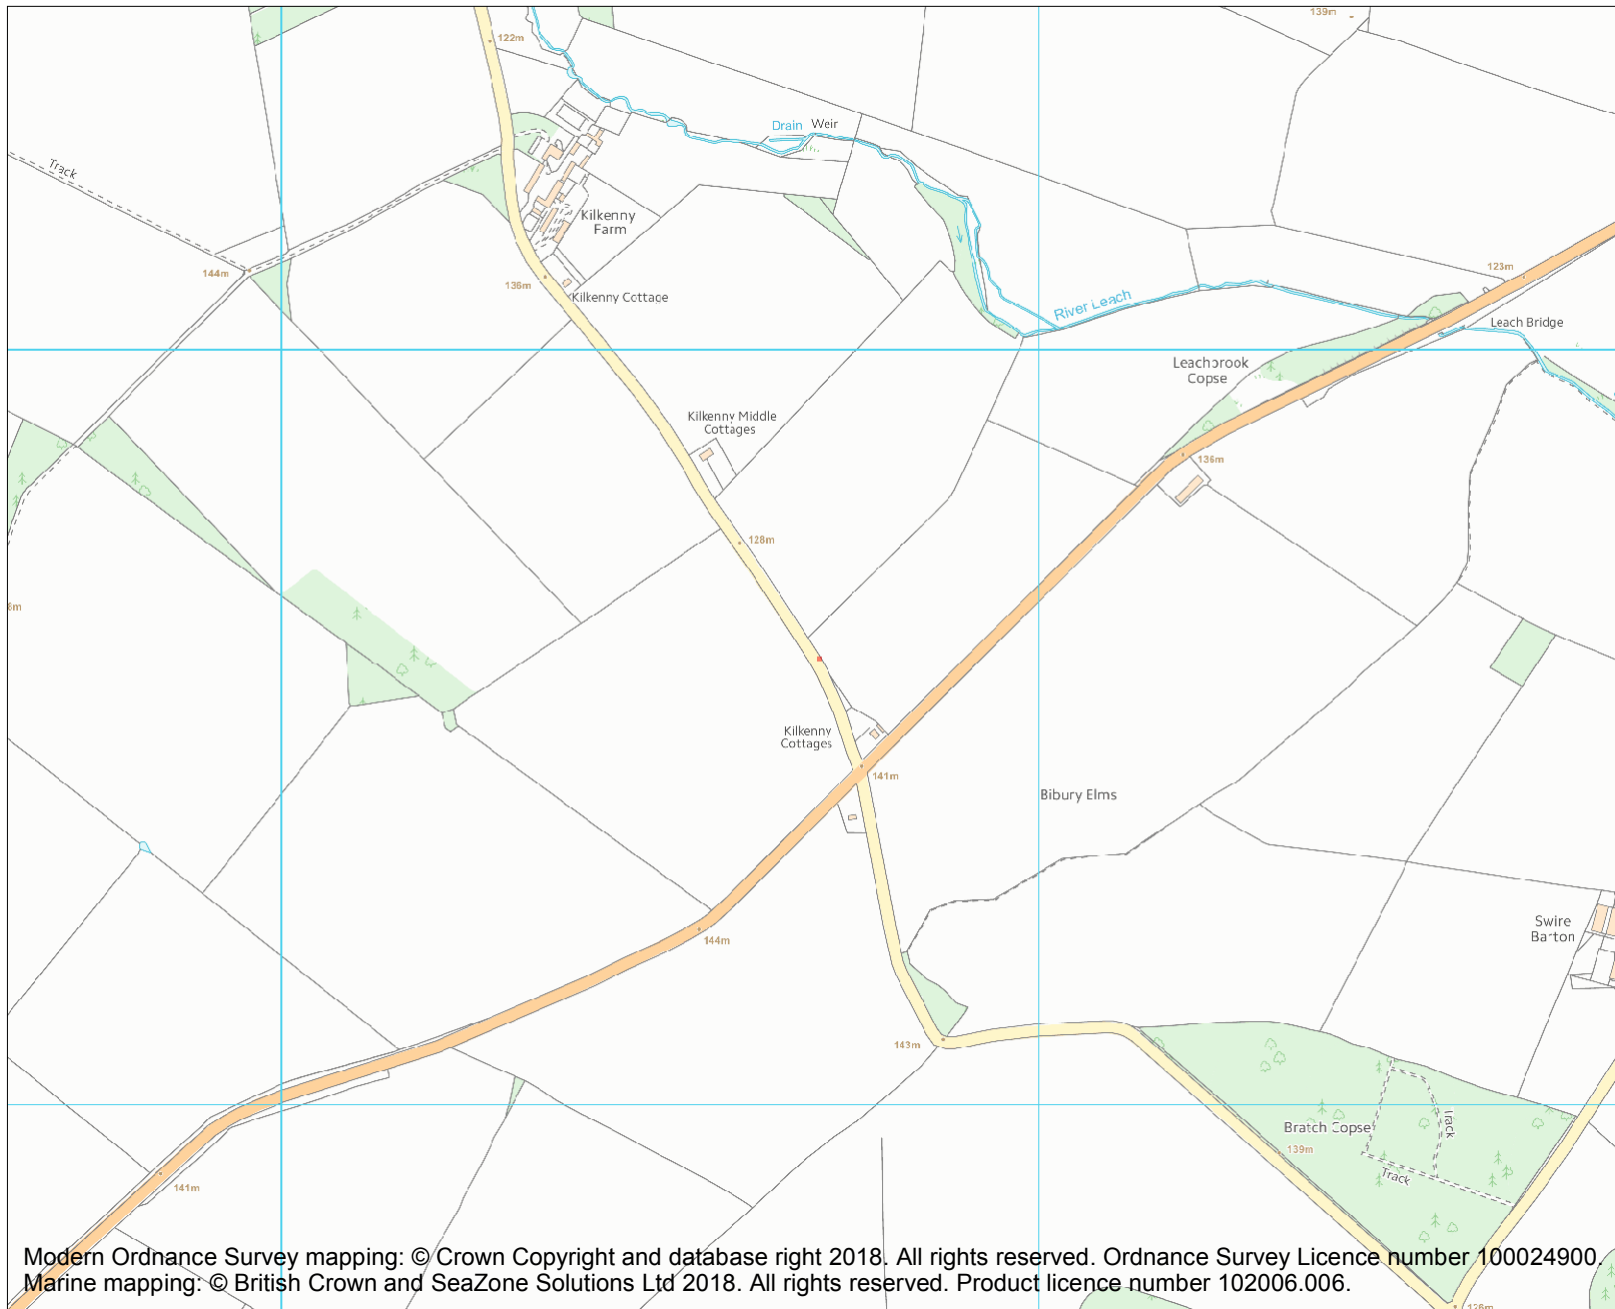 139m
122m
Drain Weir
Track
Kilkenny
Farm
144m
136m
Kilkenny Cottage
123m
River Leach
Leach Bridge
Leachbrook
Copse
Kilkenny Middle
Cottages
136m
128m
Kilkenny
Cottages
141m
Bibury Elms
Swire
Barton
144m
143m
Track
Bratch Copse
139m
Track
141m
Modern Ordnance Survey mapping: © Crown Copyright and database right 2018. All rights reserved. Ordnance Survey Licence number 100024900.
Marine mapping: © British Crown and SeaZone Solutions Ltd 2018. All rights reserved. Product licence number 102006.006.